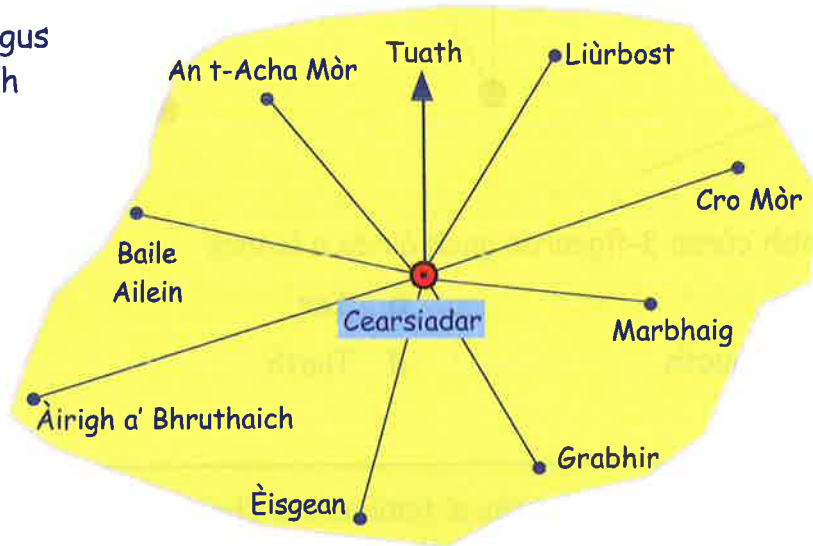 gus
h
Tuath
An t-Acha Mòr
Liùrbost
Cro Mòr
Baile
Ailein
Cearsiadar
Marbhaig
Àirigh a' Bhruthaich
Grabhir
Èisgean